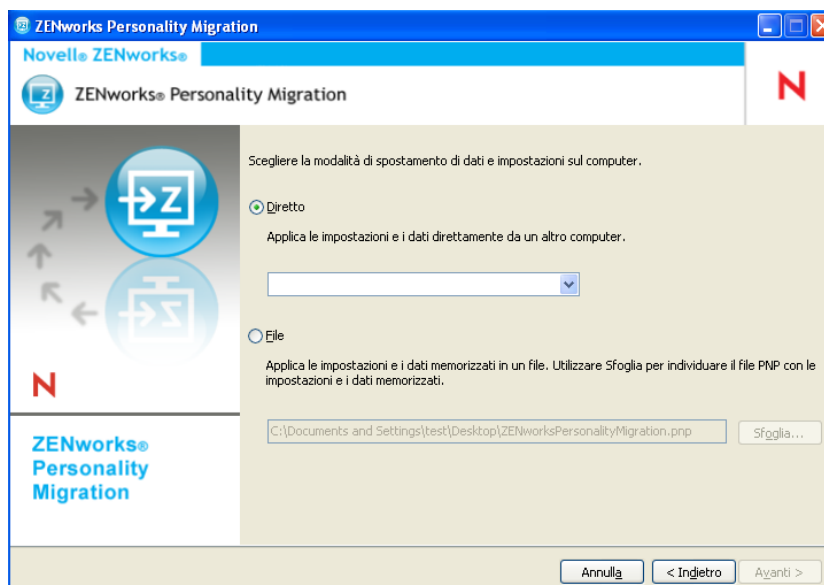 ZENworks Personality Migration
Novell® ZENworks®
ZENworks® Personality Migration
N
Scegliere la modalità di spostamento di dati e impostazioni sul computer.
Diretto
Applica le impostazioni e i dati direttamente da un altro computer.
File
Applica le impostazioni e i dati memorizzati in un file. Utilizzare Sfoglia per individuare il file PNP con le
impostazioni e i dati memorizzati.
C:\Documents and Settings\test\Desktop\ZENworksPersonalityMigration.pnp
Sfoglia...
Z
N
ZENworks®
Personality
Migration
Annulla
< Indietro
Avanti >